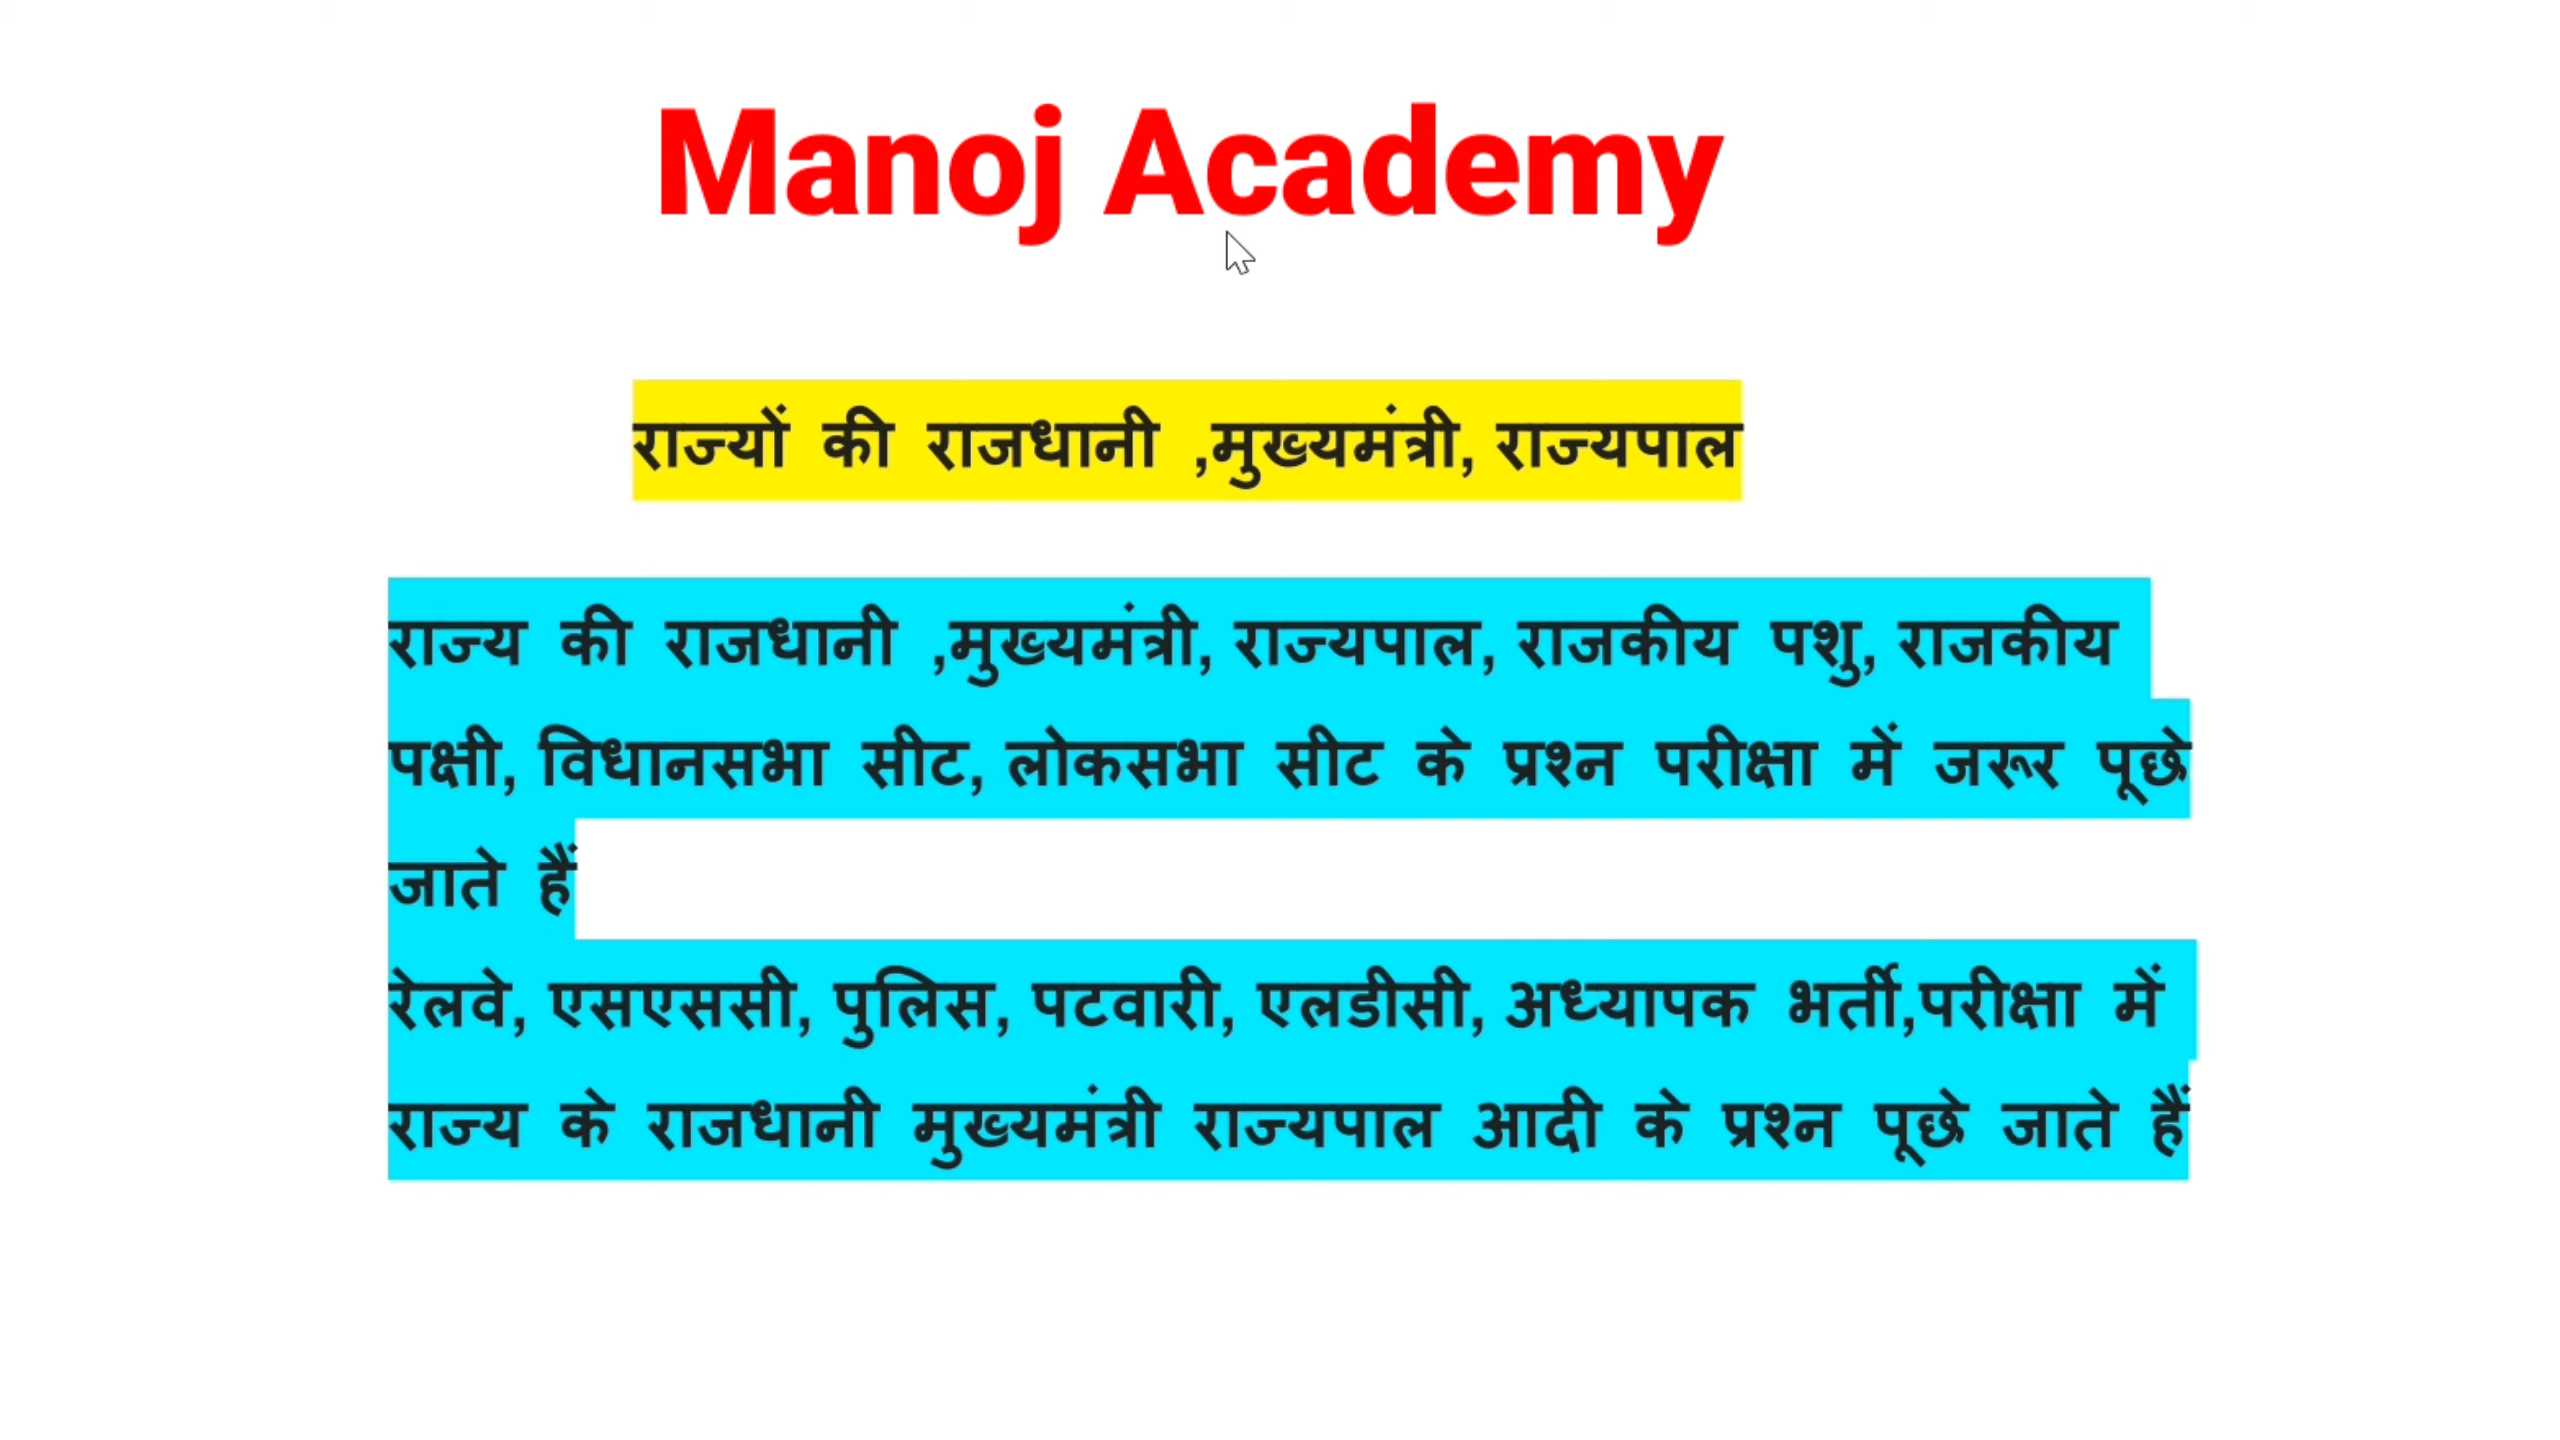 Manoj Academy
राज्यों की राजधानी ,मुख्यमंत्री, राज्यपाल
राज्य की राजधानी ,मुख्यमंत्री, राज्यपाल, राजकीय पशु, राजकीय
पक्षी, विधानसभा सीट, लोकसभा सीट के प्रश्न परीक्षा में जरूर पूछे
जाते हैं
रेलवे, एसएससी, पुलिस, पटवारी, एलडीसी, अध्यापक भर्ती,परीक्षा में
राज्य के राजधानी मुख्यमंत्री राज्यपाल आदी के प्रश्न पूछे जाते हैं